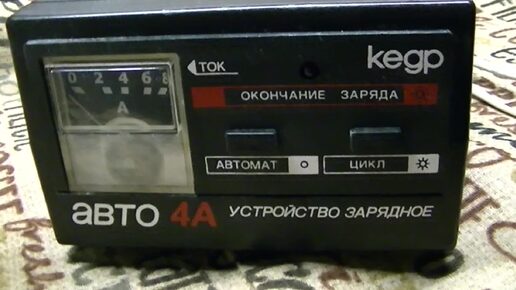 кедр
0 2 4 6 8
А
ТОК
ОКОНЧАНИЕ ЗАРЯДА
АВТОМАТ
ЦИКЛ
авто 4А УСТРОЙСТВО ЗАРЯДНОЕ